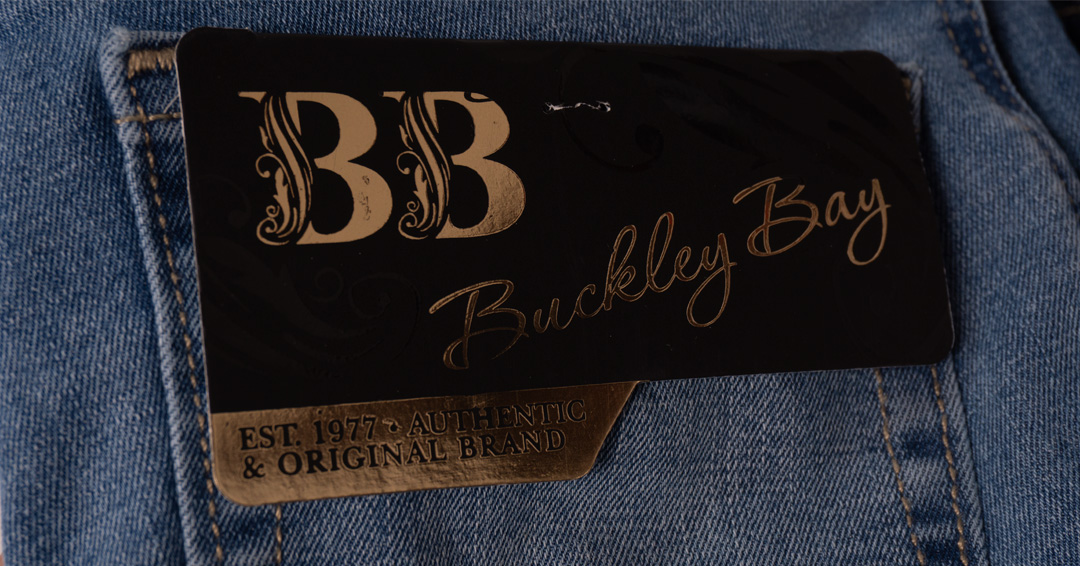 BB
Buckley Bay
EST. 1977 AUTHENTIC
& ORIGINAL BRAND